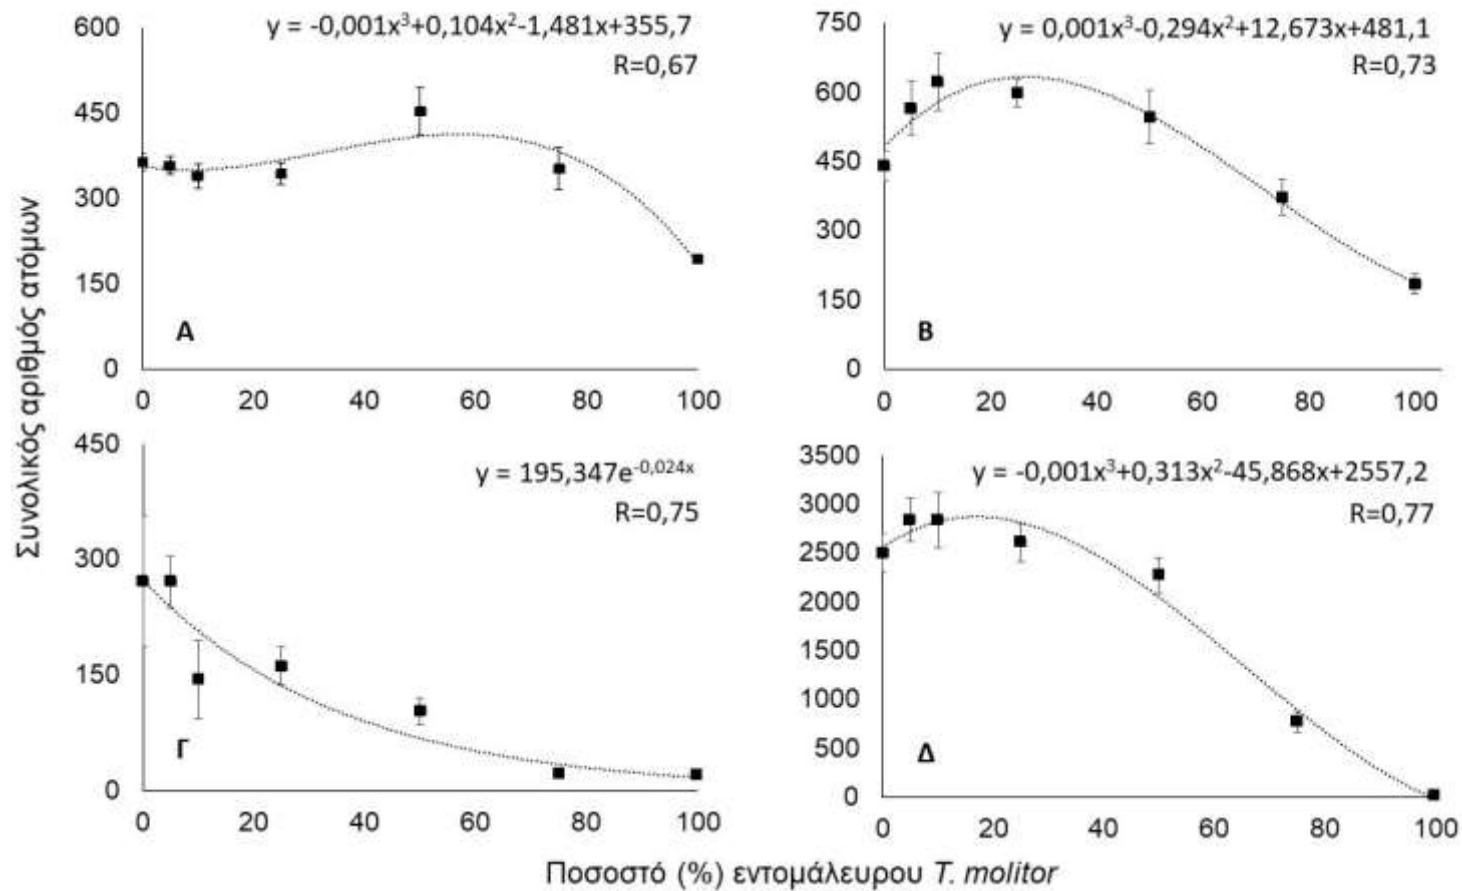 Συνολικός αριθμός ατόμων
y = -0,001x³+0,104x²-1,481x+355,7
R=0,67
600
450
300
150
0
A
0 20 40 60 80 100
y = 0,001x³-0,294x²+12,673x+481,1
R=0,73
750
600
450
300
150
0
B
0 20 40 60 80 100
y = 195,347e⁻⁰,⁰²⁴ˣ
R=0,75
450
300
150
0
Γ
0 20 40 60 80 100
y = -0,001x³+0,313x²-45,868x+2557,2
R=0,77
3500
3000
2500
2000
1500
1000
500
0
Δ
0 20 40 60 80 100
Ποσοστό (%) εντομάλευρου T. molitor